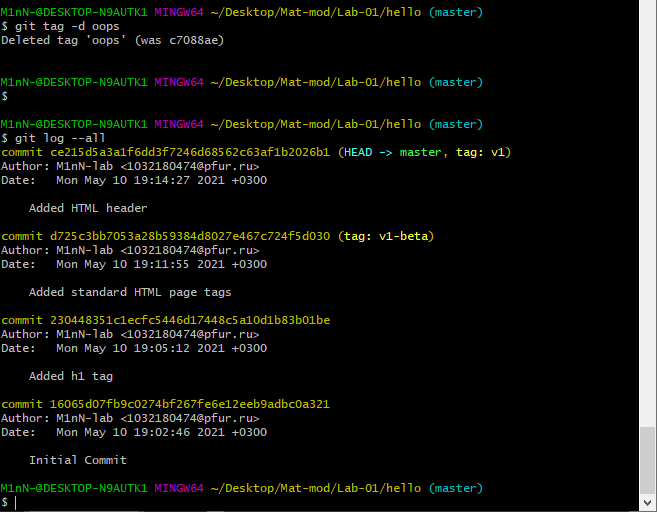 M1nN-@DESKTOP-N9AUTK1 MINGW64 ~/Desktop/Mat-mod/Lab-01/hello (master)
$ git tag -d oops
Deleted tag 'oops' (was c7088ae)
M1nN-@DESKTOP-N9AUTK1 MINGW64 ~/Desktop/Mat-mod/Lab-01/hello (master)
$
M1nN-@DESKTOP-N9AUTK1 MINGW64 ~/Desktop/Mat-mod/Lab-01/hello (master)
$ git log --all
commit ce215d5a3a1f6dd3f7246d68562c63af1b2026b1 (HEAD -> master, tag: v1)
Author: M1nN-lab <1032180474@pfur.ru>
Date:   Mon May 10 19:14:27 2021 +0300
Added HTML header
commit d725c3bb7053a28b59384d8027e467c724f5d030 (tag: v1-beta)
Author: M1nN-lab <1032180474@pfur.ru>
Date:   Mon May 10 19:11:55 2021 +0300
Added standard HTML page tags
commit 230448351c1ecfc5446d17448c5a10d1b83b01be
Author: M1nN-lab <1032180474@pfur.ru>
Date:   Mon May 10 19:05:12 2021 +0300
Added h1 tag
commit 16065d07fb9c0274bf267fe6e12eeb9adbc0a321
Author: M1nN-lab <1032180474@pfur.ru>
Date:   Mon May 10 19:02:46 2021 +0300
Initial Commit
M1nN-@DESKTOP-N9AUTK1 MINGW64 ~/Desktop/Mat-mod/Lab-01/hello (master)
$